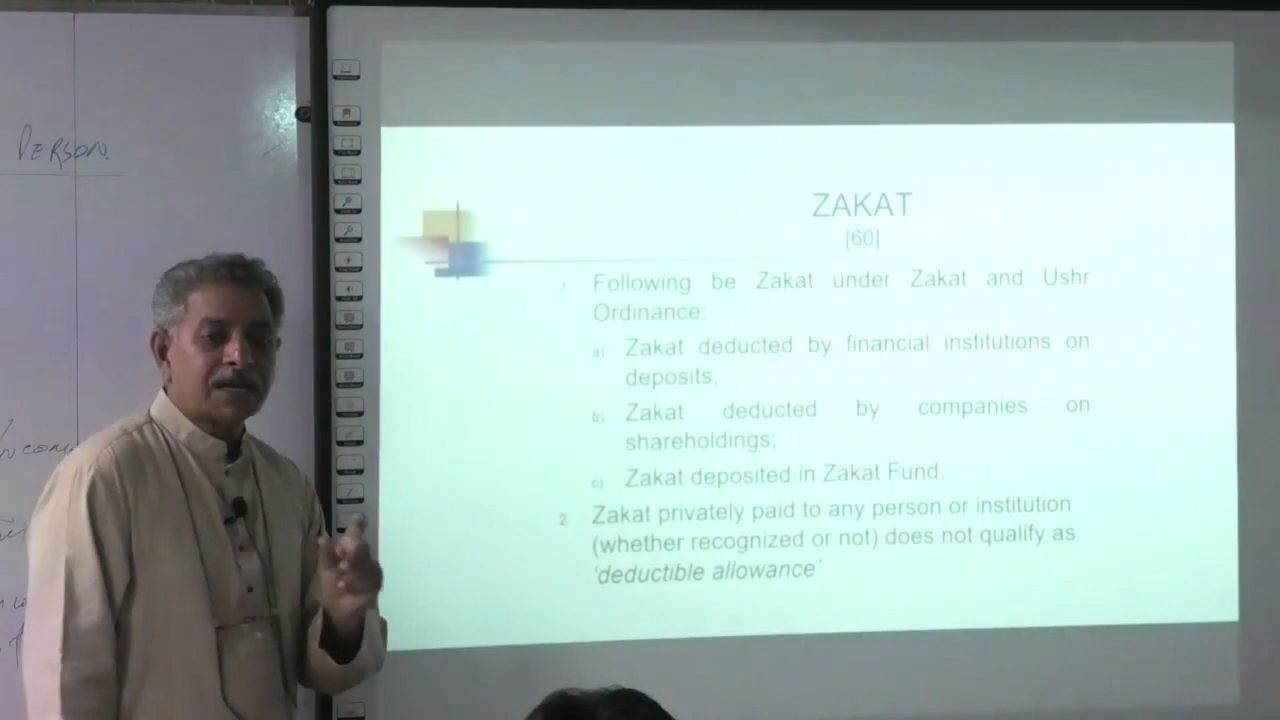 PERSON
ZAKAT
[60]
1 Following be Zakat under Zakat and Ushr
Ordinance:
a) Zakat deducted by financial institutions on
deposits;
b) Zakat deducted by companies on
shareholdings;
c) Zakat deposited in Zakat Fund.
2 Zakat privately paid to any person or institution
(whether recognized or not) does not qualify as
'deductible allowance'